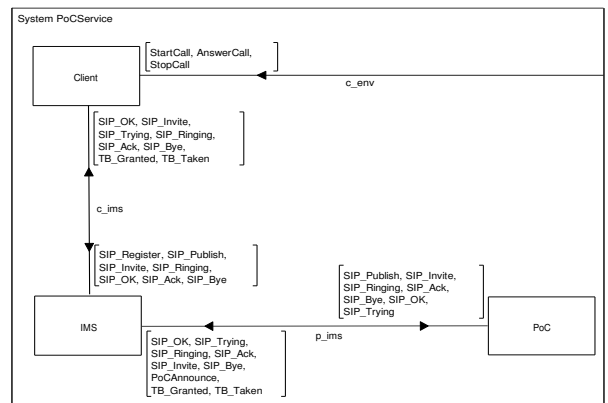 System PoCService
StartCall, AnswerCall,
StopCall
Client
c_env
SIP_OK, SIP_Invite,
SIP_Trying, SIP_Ringing,
SIP_Ack, SIP_Bye,
TB_Granted, TB_Taken
c_ims
SIP_Register, SIP_Publish,
SIP_Invite, SIP_Ringing,
SIP_OK, SIP_Ack, SIP_Bye
SIP_Publish, SIP_Invite,
SIP_Ringing, SIP_Ack,
SIP_Bye, SIP_OK,
SIP_Trying
IMS
p_ims
PoC
SIP_OK, SIP_Trying,
SIP_Ringing, SIP_Ack,
SIP_Invite, SIP_Bye,
PoCAnnounce,
TB_Granted, TB_Taken